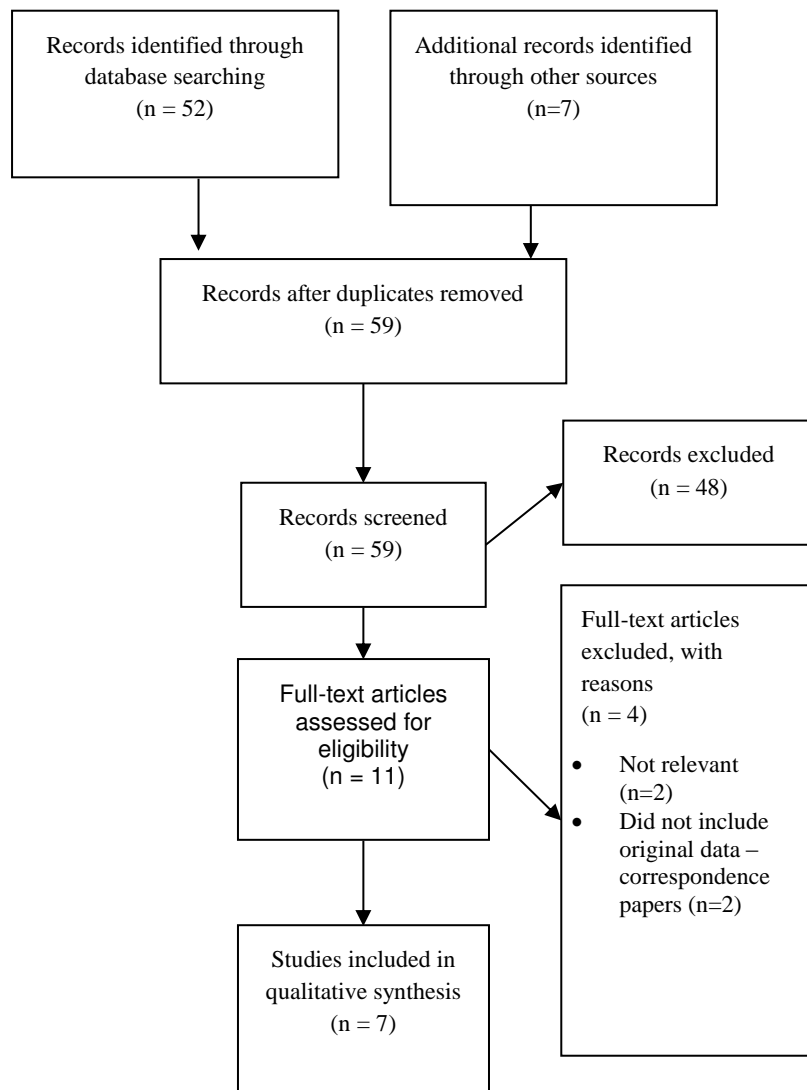 Records identified through
database searching
(n = 52)
Additional records identified
through other sources
(n=7)
Records after duplicates removed
(n = 59)
Records screened
(n = 59)
Records excluded
(n = 48)
Full-text articles
assessed for
eligibility
(n = 11)
Full-text articles
excluded, with
reasons
(n = 4)
• Not relevant
(n=2)
• Did not include
original data –
correspondence
papers (n=2)
Studies included in
qualitative synthesis
(n = 7)